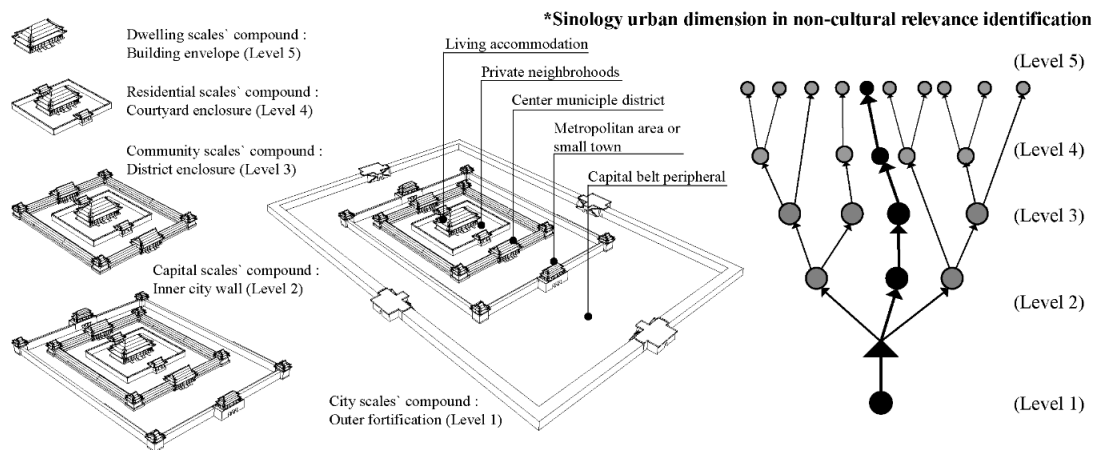 *Sinology urban dimension in non-cultural relevance identification
Dwelling scales` compound :
Building envelope (Level 5)
Residential scales` compound :
Courtyard enclosure (Level 4)
Community scales` compound :
District enclosure (Level 3)
Capital scales` compound :
Inner city wall (Level 2)
Living accommodation
Private neighbrohoods
Center municiple district
Metropolitan area or
small town
Capital belt peripheral
City scales` compound :
Outer fortification (Level 1)
(Level 5)
(Level 4)
(Level 3)
(Level 2)
(Level 1)